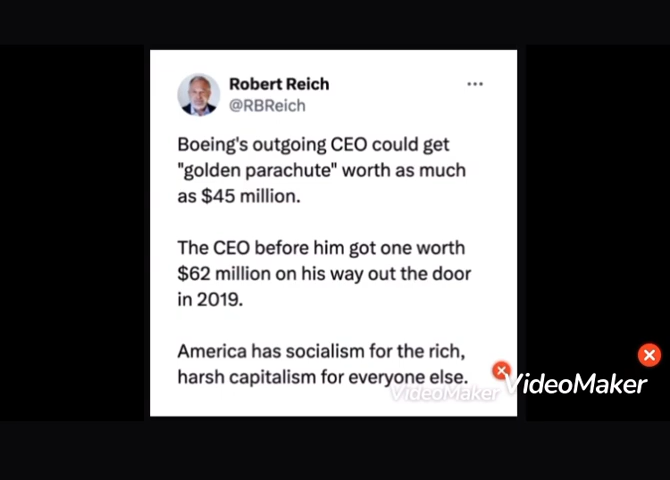 Robert Reich
@RBReich
Boeing's outgoing CEO could get
"golden parachute" worth as much
as $45 million.
The CEO before him got one worth
$62 million on his way out the door
in 2019.
America has socialism for the rich,
harsh capitalism for everyone else.
VideoMaker
VideoMaker